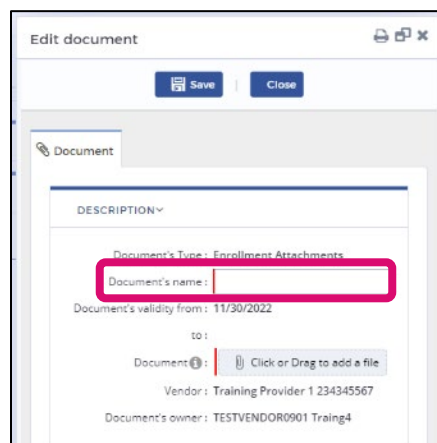 Edit document
Save | Close
Document
DESCRIPTION
Document's Type : Enrollment Attachments
Document's name :
Document's validity from : 11/30/2022
to :
Document : Click or Drag to add a file
Vendor : Training Provider 1 234345567
Document's owner : TESTVENDOR0901 Traing4